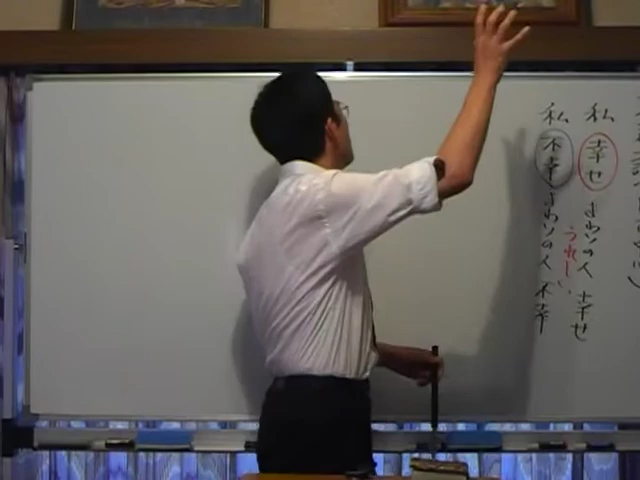 私 幸せ まわりの人 幸せ
うれしい
私 不幸 まわりの人 不幸